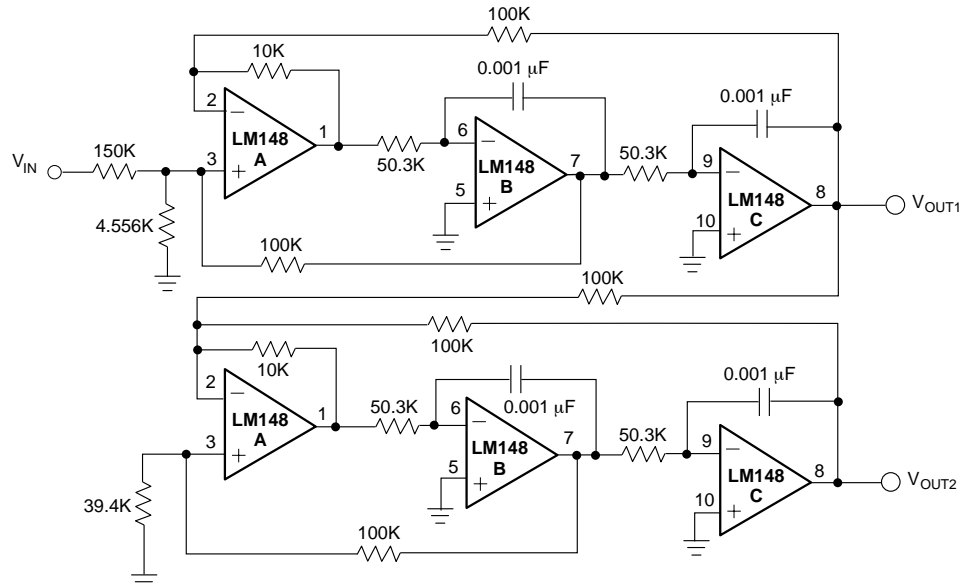 100K
10K
0.001 μF
0.001 μF
2
−
LM148
A
1
6
−
LM148
B
7
50.3K
50.3K
9
−
LM148
C
8
V_IN
150K
3
+
5
+
10
+
V_OUT1
4.556K
100K
100K
100K
10K
2
−
LM148
A
1
50.3K
6
−
0.001 μF
LM148
B
7
50.3K
0.001 μF
9
−
LM148
C
8
3
+
5
+
10
+
V_OUT2
39.4K
100K